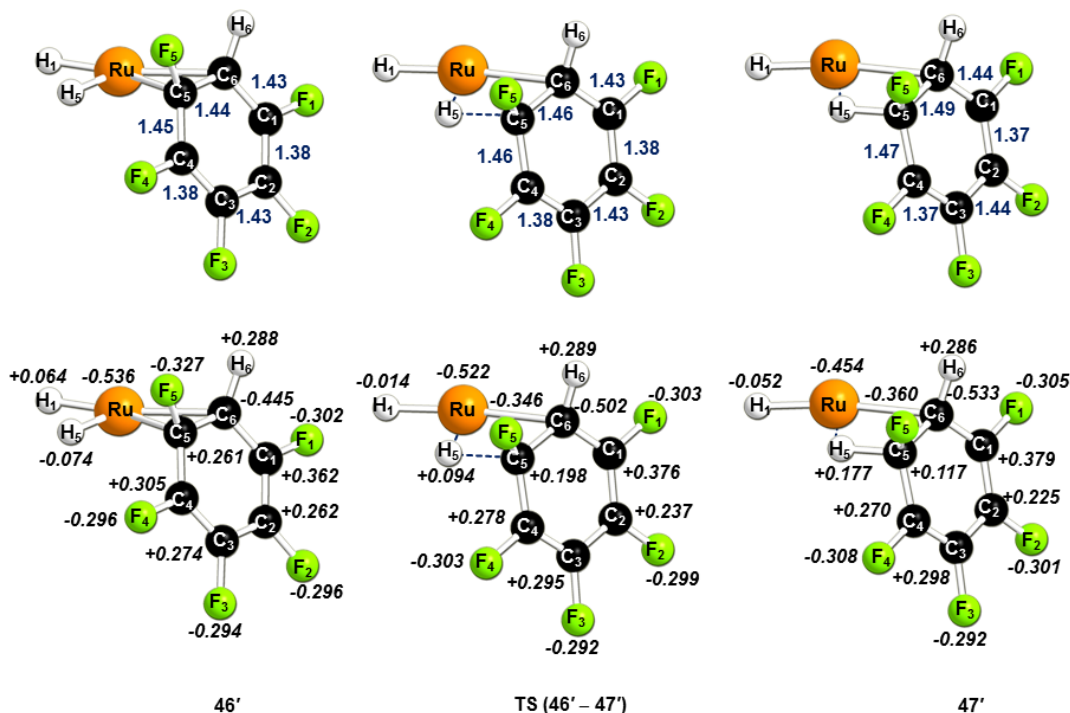 H₆
F₅
H₁
Ru
C₆
1.43
F₁
H₅
C₅
1.44
C₁
1.45
1.38
C₄
C₂
F₄
1.38
C₃
1.43
F₂
F₃
H₆
H₁
Ru
C₆
1.43
F₁
F₅
H₅
C₅
1.46
C₁
1.46
1.38
C₄
C₂
F₄
1.38
C₃
1.43
F₂
F₃
H₆
H₁
Ru
C₆
1.44
F₁
F₅
H₅
C₅
1.49
C₁
1.47
1.37
C₄
C₂
F₄
1.37
C₃
1.44
F₂
F₃
+0.288
-0.327
H₆
+0.064
-0.536
F₅
-0.445
H₁
Ru
C₆
-0.302
H₅
C₅
F₁
-0.074
+0.261
C₁
+0.362
+0.305
C₄
-0.296
F₄
C₂
+0.262
+0.274
C₃
F₂
-0.296
F₃
-0.294
+0.289
H₆
-0.014
-0.522
-0.303
H₁
Ru
-0.346
C₆
-0.502
F₁
F₅
H₅
C₅
C₁
+0.094
+0.198
+0.376
+0.278
C₄
C₂
+0.237
-0.303
F₄
+0.295
C₃
F₂
-0.299
F₃
-0.292
+0.286
H₆
-0.052
-0.454
-0.305
H₁
Ru
-0.360
C₆
-0.533
F₁
F₅
H₅
C₅
C₁
+0.177
+0.117
+0.379
+0.270
C₄
C₂
+0.225
-0.308
F₄
+0.298
C₃
F₂
-0.301
F₃
-0.292
46′
TS (46′ – 47′)
47′